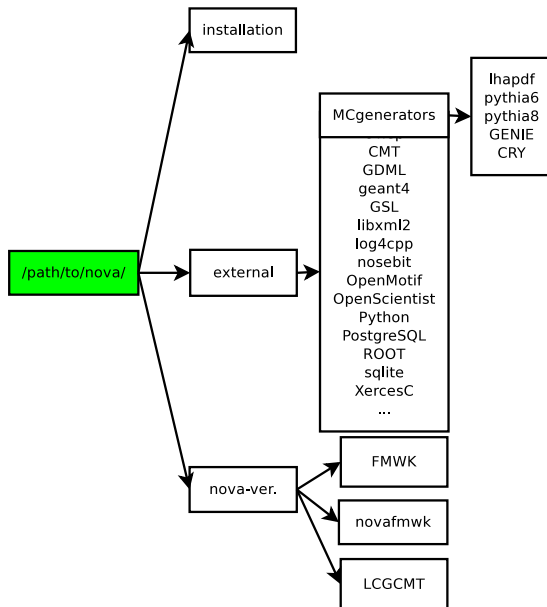 installation
/path/to/nova/
external
nova-ver.
MCgenerators
CMT
GDML
geant4
GSL
libxml2
log4cpp
nosebit
OpenMotif
OpenScientist
Python
PostgreSQL
ROOT
sqlite
XercesC
...
lhapdf
pythia6
pythia8
GENIE
CRY
FMWK
novafmwk
LCGCMT